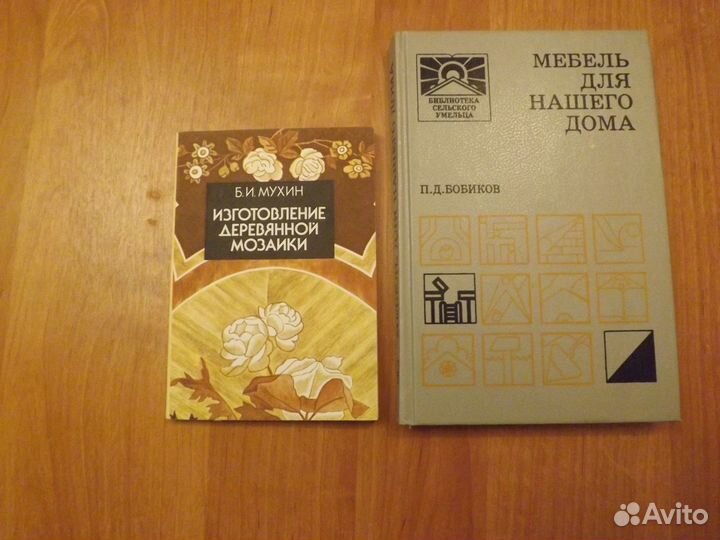 Б.И. МУХИН
ИЗГОТОВЛЕНИЕ
ДЕРЕВЯННОЙ
МОЗАИКИ
БИБЛИОТЕКА
СЕЛЬСКОГО
УМЕЛЬЦА
МЕБЕЛЬ
ДЛЯ
НАШЕГО
ДОМА
П.Д.БОБИКОВ
Avito